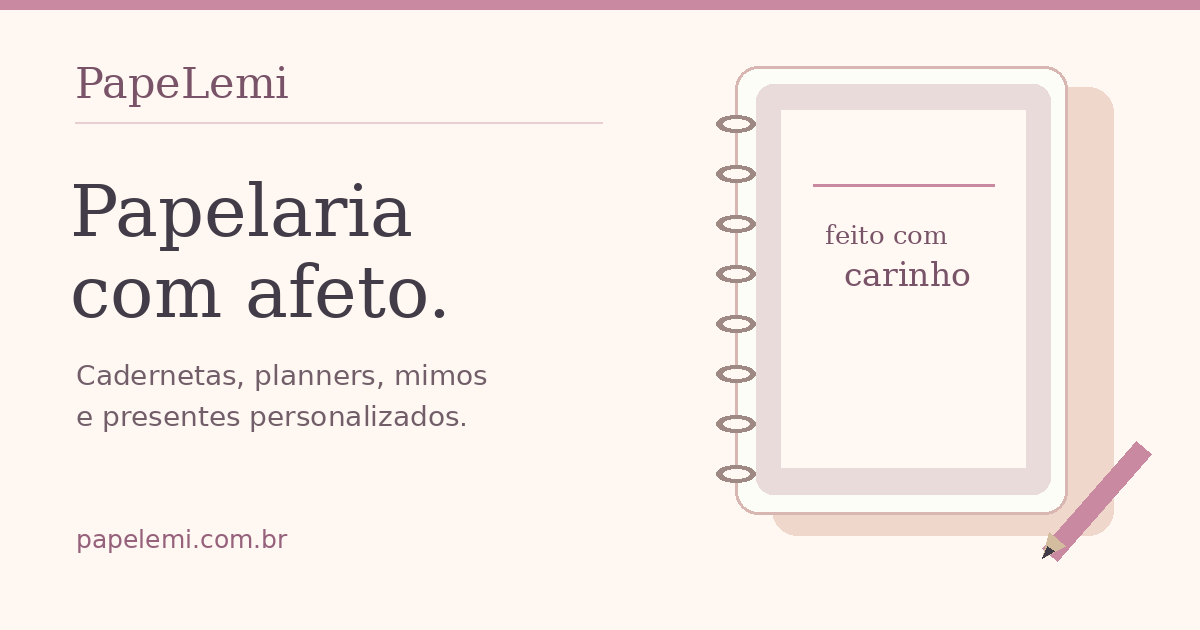 PapeLemi
Papelaria
com afeto.
Cadernetas, planners, mimos
e presentes personalizados.
papelemi.com.br
feito com
carinho